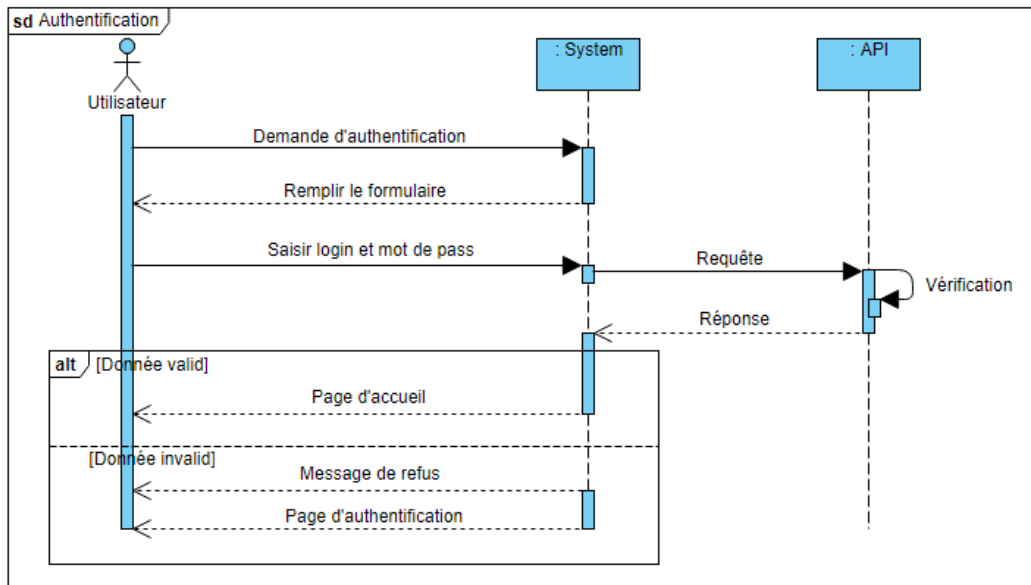 sd Authentification
: System
: API
Utilisateur
Demande d'authentification
Remplir le formulaire
Saisir login et mot de pass
Requête
Vérification
Réponse
alt [Donnée valid]
Page d'accueil
[Donnée invalid]
Message de refus
Page d'authentification